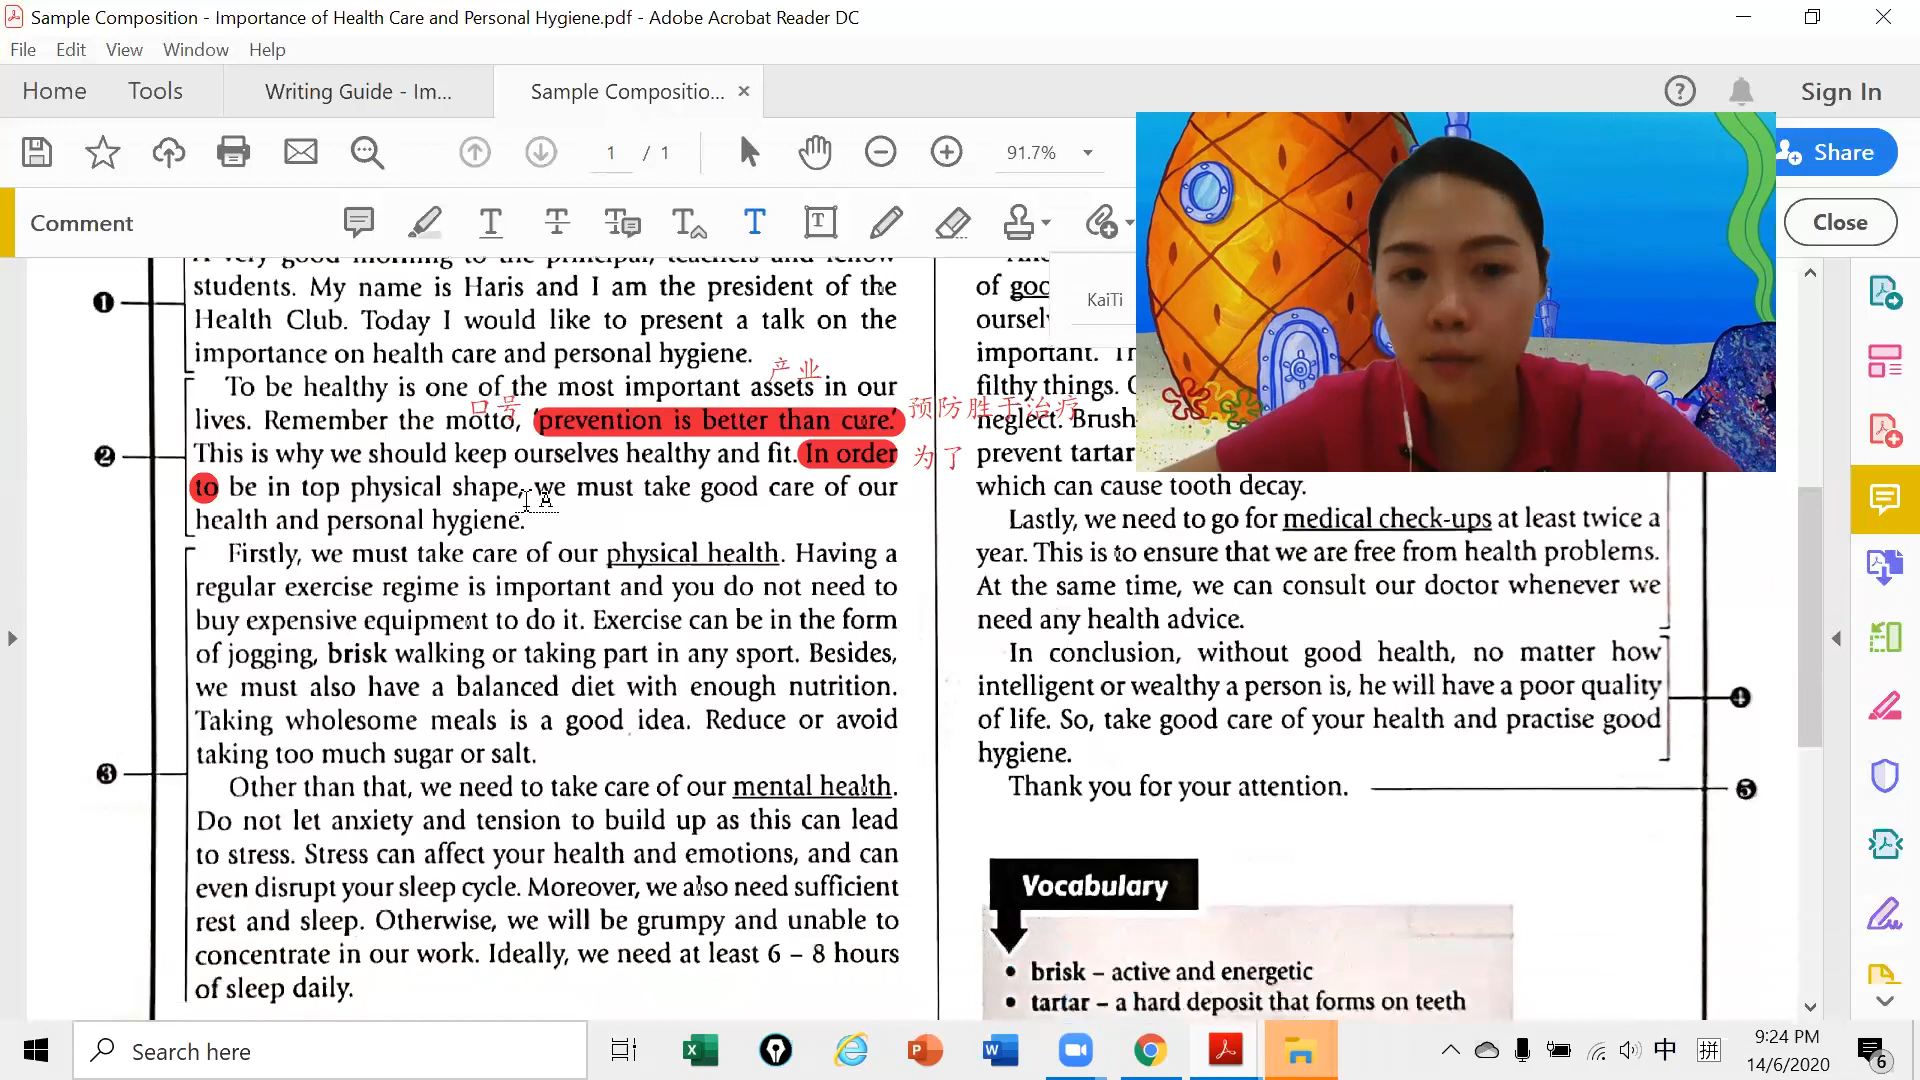 Sample Composition - Importance of Health Care and Personal Hygiene.pdf - Adobe Acrobat Reader DC
File Edit View Window Help
Home Tools Writing Guide - Im... Sample Compositio... Sign In
1 / 1 91.7% Share
Comment Close
KaiTi
students. My name is Haris and I am the president of the
Health Club. Today I would like to present a talk on the
importance on health care and personal hygiene.
产业
To be healthy is one of the most important assets in our
口号
lives. Remember the motto, 'prevention is better than cure.'
预防胜于治疗
This is why we should keep ourselves healthy and fit. In order
为了
to be in top physical shape, we must take good care of our
health and personal hygiene.
Firstly, we must take care of our physical health. Having a
regular exercise regime is important and you do not need to
buy expensive equipment to do it. Exercise can be in the form
of jogging, brisk walking or taking part in any sport. Besides,
we must also have a balanced diet with enough nutrition.
Taking wholesome meals is a good idea. Reduce or avoid
taking too much sugar or salt.
Other than that, we need to take care of our mental health.
Do not let anxiety and tension to build up as this can lead
to stress. Stress can affect your health and emotions, and can
even disrupt your sleep cycle. Moreover, we also need sufficient
rest and sleep. Otherwise, we will be grumpy and unable to
concentrate in our work. Ideally, we need at least 6 – 8 hours
of sleep daily.
1
2
3
of
important.
filthy things.
neglect. Brush
prevent tartar
which can cause tooth decay.
Lastly, we need to go for medical check-ups at least twice a
year. This is to ensure that we are free from health problems.
At the same time, we can consult our doctor whenever we
need any health advice.
In conclusion, without good health, no matter how
intelligent or wealthy a person is, he will have a poor quality
of life. So, take good care of your health and practise good
hygiene.
Thank you for your attention.
4
5
Vocabulary
• brisk – active and energetic
• tartar – a hard deposit that forms on teeth
Search here
中 拼
9:24 PM
14/6/2020
6